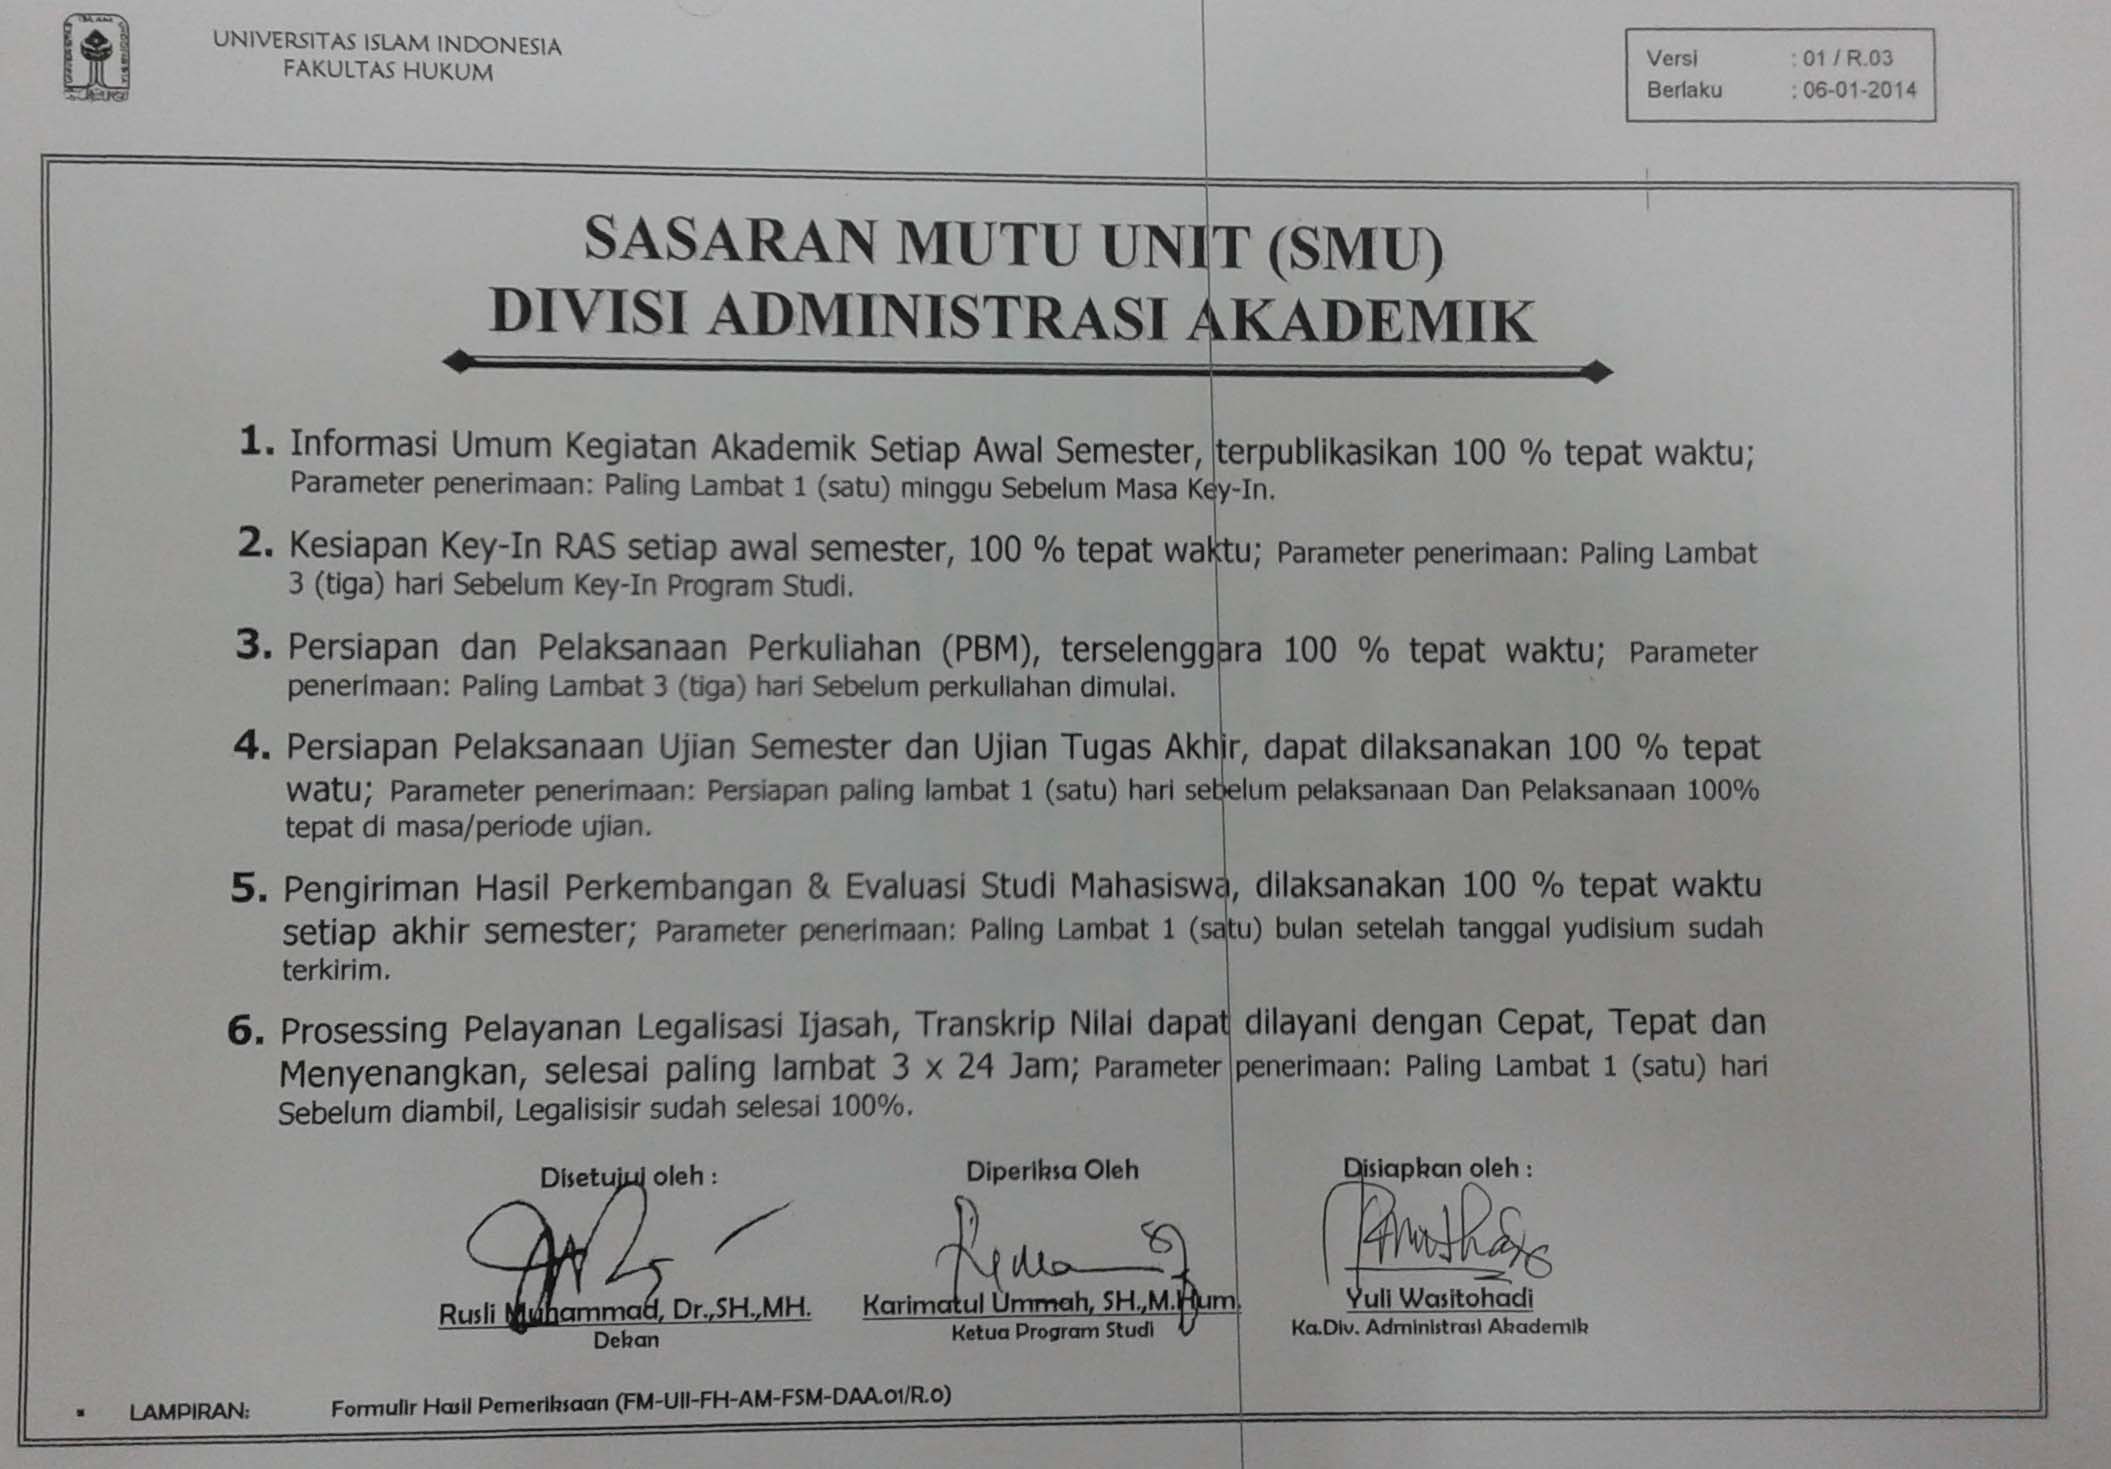 UNIVERSITAS ISLAM INDONESIA
FAKULTAS HUKUM
Versi : 01 / R.03
Berlaku : 06-01-2014
SASARAN MUTU UNIT (SMU)
DIVISI ADMINISTRASI AKADEMIK
1. Informasi Umum Kegiatan Akademik Setiap Awal Semester, terpublikasikan 100 % tepat waktu;
Parameter penerimaan: Paling Lambat 1 (satu) minggu Sebelum Masa Key-In.
2. Kesiapan Key-In RAS setiap awal semester, 100 % tepat waktu; Parameter penerimaan: Paling Lambat
3 (tiga) hari Sebelum Key-In Program Studi.
3. Persiapan dan Pelaksanaan Perkuliahan (PBM), terselenggara 100 % tepat waktu; Parameter
penerimaan: Paling Lambat 3 (tiga) hari Sebelum perkuliahan dimulai.
4. Persiapan Pelaksanaan Ujian Semester dan Ujian Tugas Akhir, dapat dilaksanakan 100 % tepat
watu; Parameter penerimaan: Persiapan paling lambat 1 (satu) hari sebelum pelaksanaan Dan Pelaksanaan 100%
tepat di masa/periode ujian.
5. Pengiriman Hasil Perkembangan & Evaluasi Studi Mahasiswa, dilaksanakan 100 % tepat waktu
setiap akhir semester; Parameter penerimaan: Paling Lambat 1 (satu) bulan setelah tanggal yudisium sudah
terkirim.
6. Prosessing Pelayanan Legalisasi Ijasah, Transkrip Nilai dapat dilayani dengan Cepat, Tepat dan
Menyenangkan, selesai paling lambat 3 x 24 Jam; Parameter penerimaan: Paling Lambat 1 (satu) hari
Sebelum diambil, Legalisisir sudah selesai 100%.
Disetujui oleh : Diperiksa Oleh Disiapkan oleh :
Rusli Muhammad, Dr.,SH.,MH. Karimatul Ummah, SH.,M.Hum. Yuli Wasitohadi
Dekan Ketua Program Studi Ka.Div. Administrasi Akademik
▪ LAMPIRAN: Formulir Hasil Pemeriksaan (FM-UII-FH-AM-FSM-DAA.01/R.0)